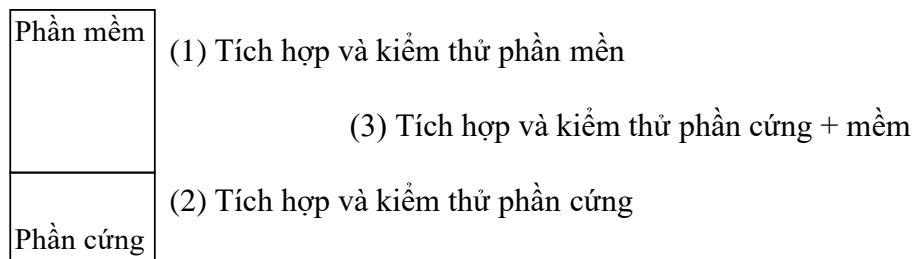 Phần mềm
(1) Tích hợp và kiểm thử phần mền
(3) Tích hợp và kiểm thử phần cứng + mềm
(2) Tích hợp và kiểm thử phần cứng
Phần cứng